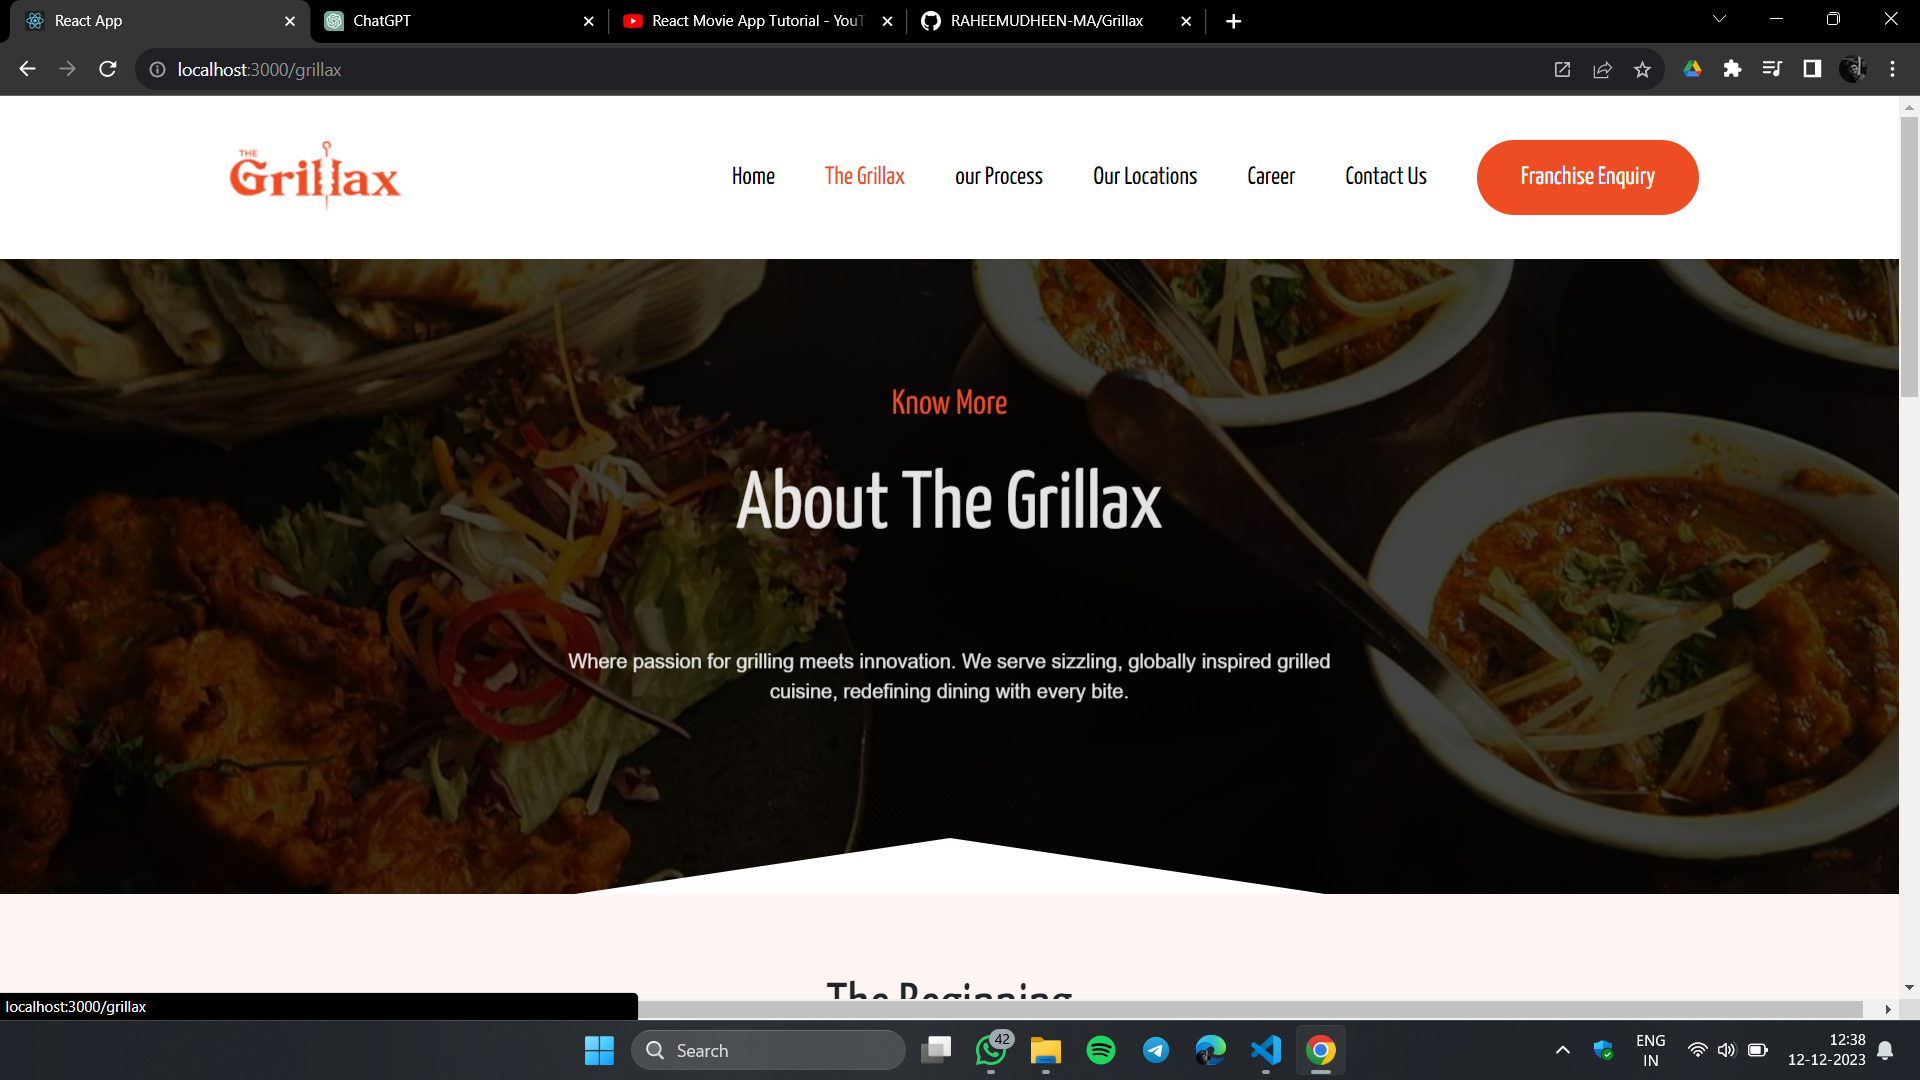 React App
ChatGPT
React Movie App Tutorial - YouT
RAHEEMUDHEEN-MA/Grillax
localhost:3000/grillax
THE
Grillax
Home
The Grillax
our Process
Our Locations
Career
Contact Us
Franchise Enquiry
Know More
About The Grillax
Where passion for grilling meets innovation. We serve sizzling, globally inspired grilled
cuisine, redefining dining with every bite.
The Beginning
localhost:3000/grillax
Search
42
ENG
IN
12:38
12-12-2023